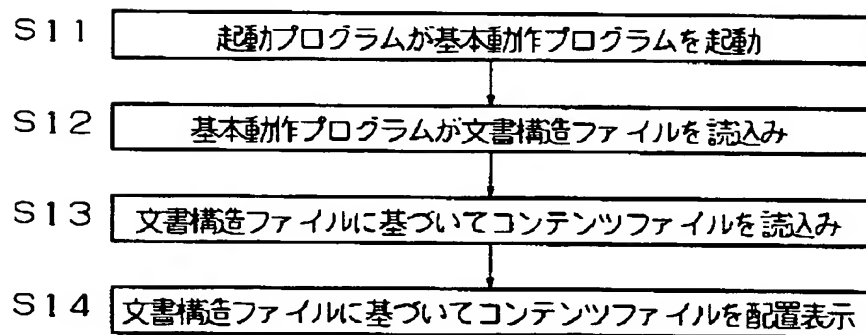 S11 起動プログラムが基本動作プログラムを起動
S12 基本動作プログラムが文書構造ファイルを読込み
S13 文書構造ファイルに基づいてコンテンツファイルを読込み
S14 文書構造ファイルに基づいてコンテンツファイルを配置表示